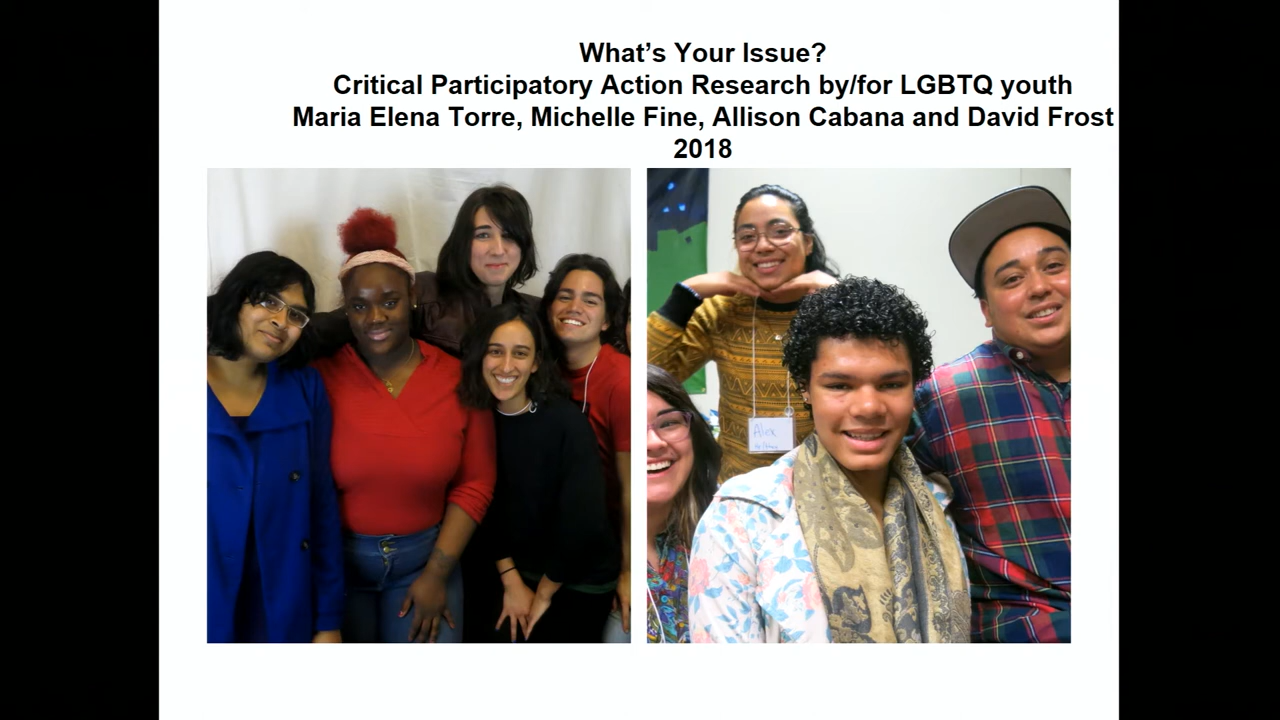 What's Your Issue?
Critical Participatory Action Research by/for LGBTQ youth
Maria Elena Torre, Michelle Fine, Allison Cabana and David Frost
2018
Alex